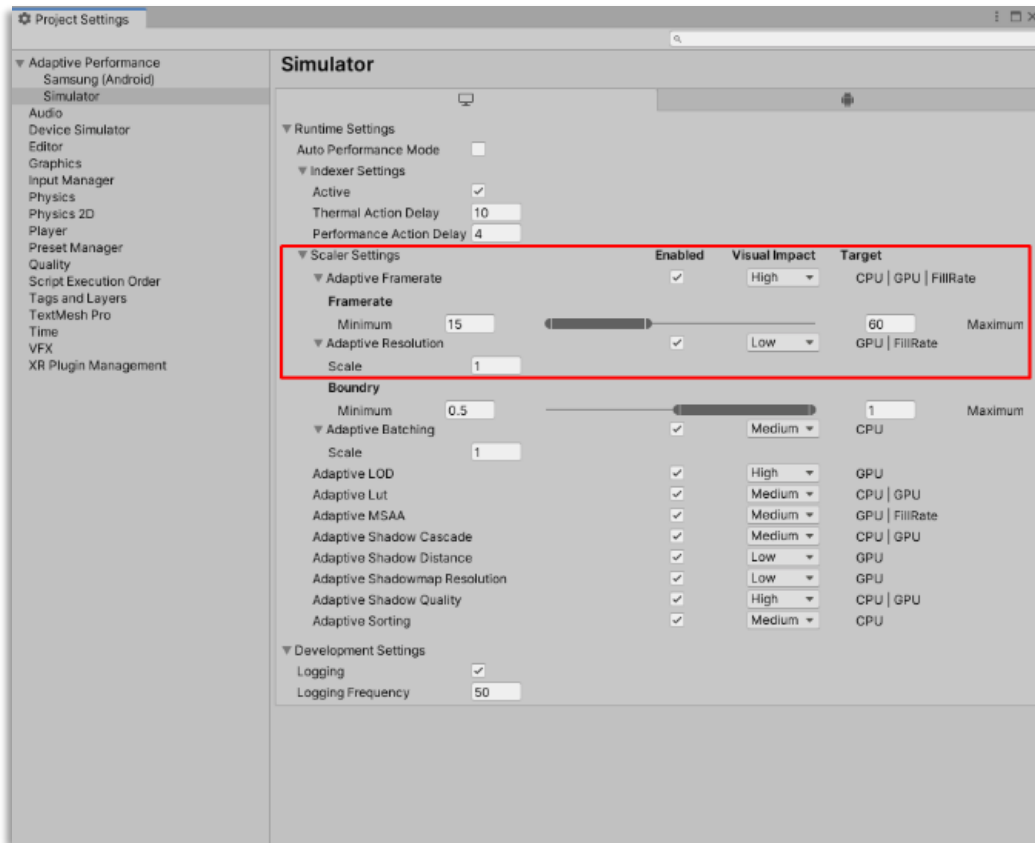 Project Settings
Adaptive Performance
Samsung (Android)
Simulator
Audio
Device Simulator
Editor
Graphics
Input Manager
Physics
Physics 2D
Player
Preset Manager
Quality
Script Execution Order
Tags and Layers
TextMesh Pro
Time
VFX
XR Plugin Management
Simulator
Runtime Settings
Auto Performance Mode
Indexer Settings
Active
Thermal Action Delay 10
Performance Action Delay 4
Scaler Settings Enabled Visual Impact Target
Adaptive Framerate High CPU | GPU | FillRate
Framerate
Minimum 15 60 Maximum
Adaptive Resolution Low GPU | FillRate
Scale 1
Boundry
Minimum 0.5 1 Maximum
Adaptive Batching Medium CPU
Scale 1
Adaptive LOD High GPU
Adaptive Lut Medium CPU | GPU
Adaptive MSAA Medium GPU | FillRate
Adaptive Shadow Cascade Medium CPU | GPU
Adaptive Shadow Distance Low GPU
Adaptive Shadowmap Resolution Low GPU
Adaptive Shadow Quality High CPU | GPU
Adaptive Sorting Medium CPU
Development Settings
Logging
Logging Frequency 50